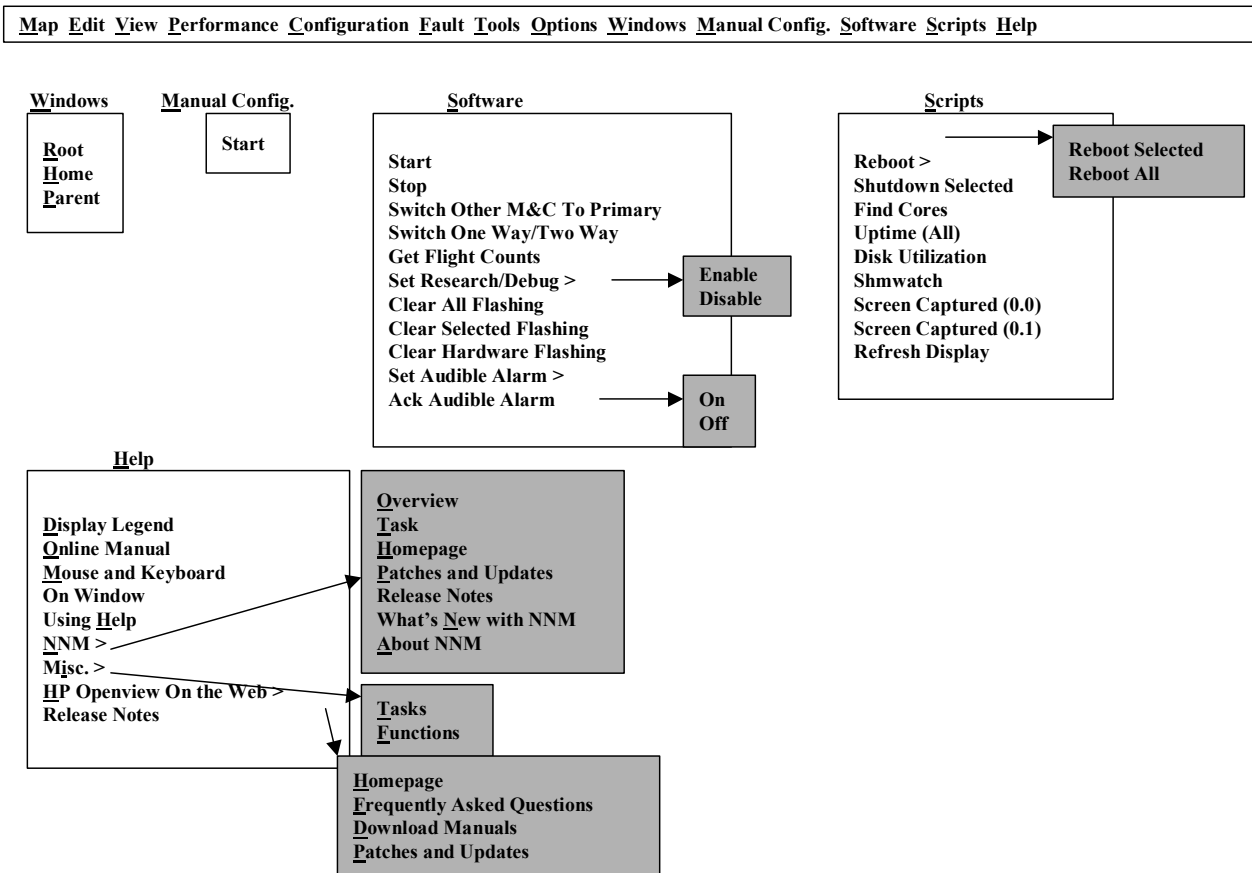 Map Edit View Performance Configuration Fault Tools Options Windows Manual Config. Software Scripts Help
Windows
Root
Home
Parent
Manual Config.
Start
Software
Start
Stop
Switch Other M&C To Primary
Switch One Way/Two Way
Get Flight Counts
Set Research/Debug >
Clear All Flashing
Clear Selected Flashing
Clear Hardware Flashing
Set Audible Alarm >
Ack Audible Alarm
Enable
Disable
On
Off
Scripts
Reboot >
Shutdown Selected
Find Cores
Uptime (All)
Disk Utilization
Shmwatch
Screen Captured (0.0)
Screen Captured (0.1)
Refresh Display
Reboot Selected
Reboot All
Help
Display Legend
Online Manual
Mouse and Keyboard
On Window
Using Help
NNM >
Misc. >
HP Openview On the Web >
Release Notes
Overview
Task
Homepage
Patches and Updates
Release Notes
What's New with NNM
About NNM
Tasks
Functions
Homepage
Frequently Asked Questions
Download Manuals
Patches and Updates